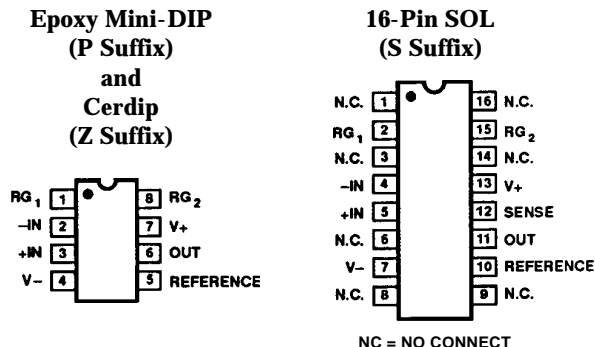 Epoxy Mini-DIP
(P Suffix)
and
Cerdip
(Z Suffix)
RG1 1 8 RG2
–IN 2 7 V+
+IN 3 6 OUT
V– 4 5 REFERENCE
16-Pin SOL
(S Suffix)
N.C. 1 16 N.C.
RG1 2 15 RG2
N.C. 3 14 N.C.
–IN 4 13 V+
+IN 5 12 SENSE
N.C. 6 11 OUT
V– 7 10 REFERENCE
N.C. 8 9 N.C.
NC = NO CONNECT